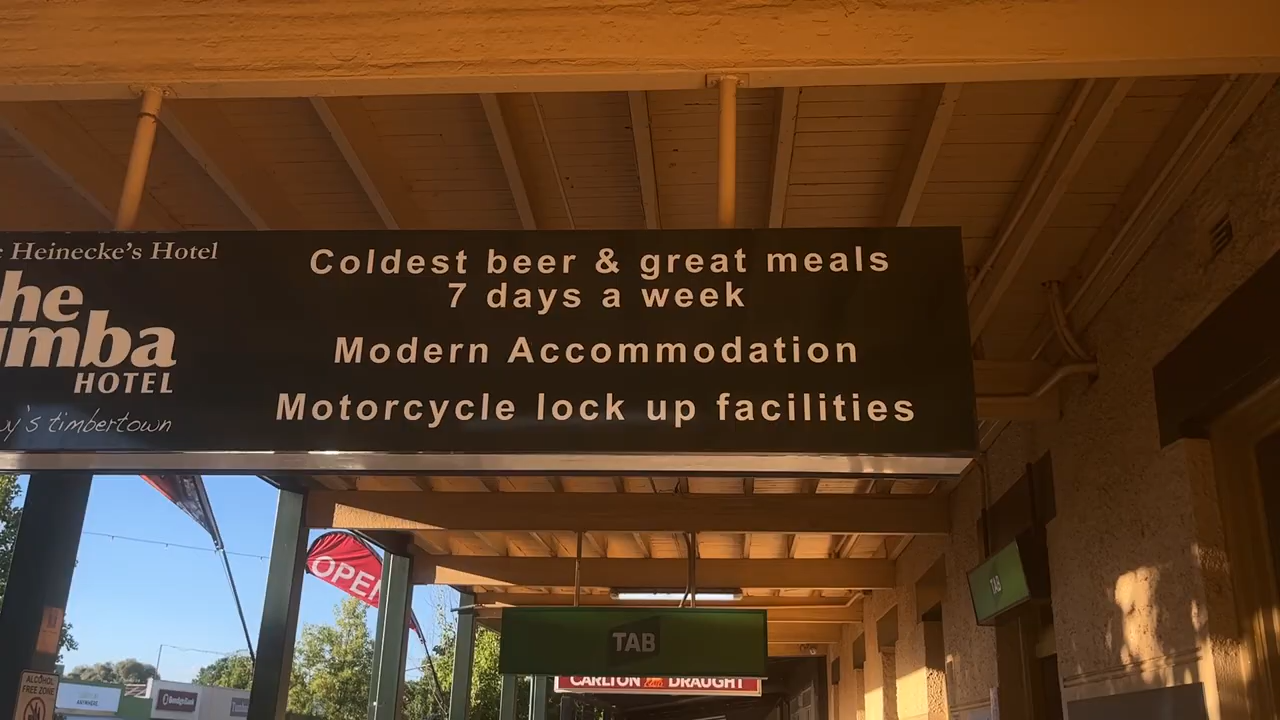 Heinecke's Hotel
he
mba
HOTEL
y's timbertown
Coldest beer & great meals
7 days a week
Modern Accommodation
Motorcycle lock up facilities
OPE
TAB
TAB
CARLTON DRAUGHT
ALCOHOL
FREE ZONE